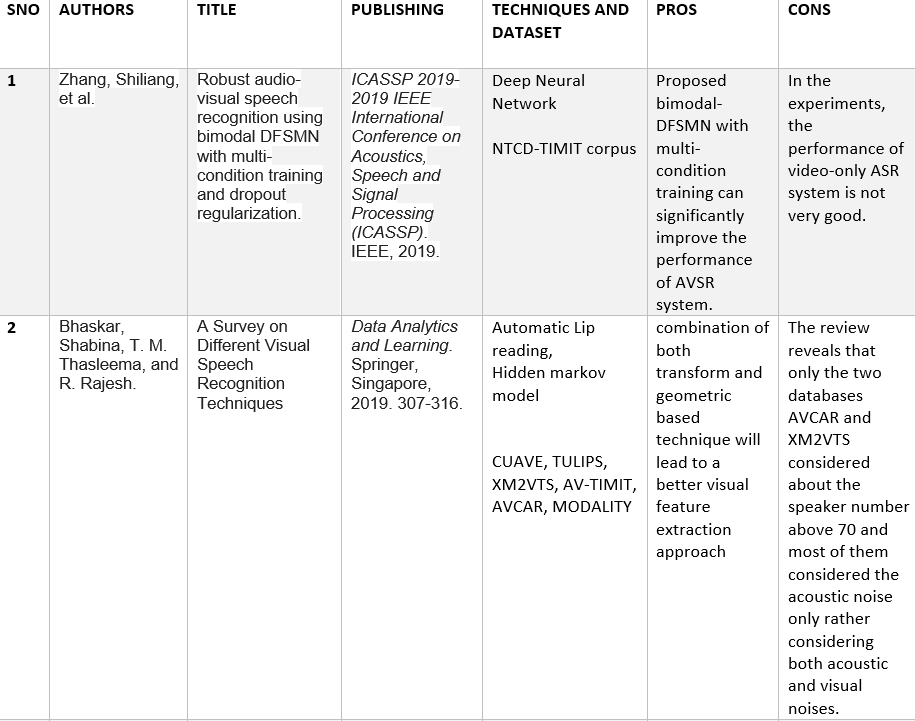 SNO AUTHORS TITLE PUBLISHING TECHNIQUES AND DATASET PROS CONS
1
Zhang, Shiliang,
et al.
Robust audio-
visual speech
recognition using
bimodal DFSMN
with multi-
condition training
and dropout
regularization.
ICASSP 2019-
2019 IEEE
International
Conference on
Acoustics,
Speech and
Signal
Processing
(ICASSP).
IEEE, 2019.
Deep Neural
Network
NTCD-TIMIT corpus
Proposed
bimodal-
DFSMN with
multi-
condition
training can
significantly
improve the
performance
of AVSR
system.
In the
experiments,
the
performance of
video-only ASR
system is not
very good.
2
Bhaskar,
Shabina, T. M.
Thasleema, and
R. Rajesh.
A Survey on
Different Visual
Speech
Recognition
Techniques
Data Analytics
and Learning.
Springer,
Singapore,
2019. 307-316.
Automatic Lip
reading,
Hidden markov
model
CUAVE, TULIPS,
XM2VTS, AV-TIMIT,
AVCAR, MODALITY
combination of
both
transform and
geometric
based
technique will
lead to a
better visual
feature
extraction
approach
The review
reveals that
only the two
databases
AVCAR and
XM2VTS
considered
about the
speaker number
above 70 and
most of them
considered the
acoustic noise
only rather
considering
both acoustic
and visual
noises.